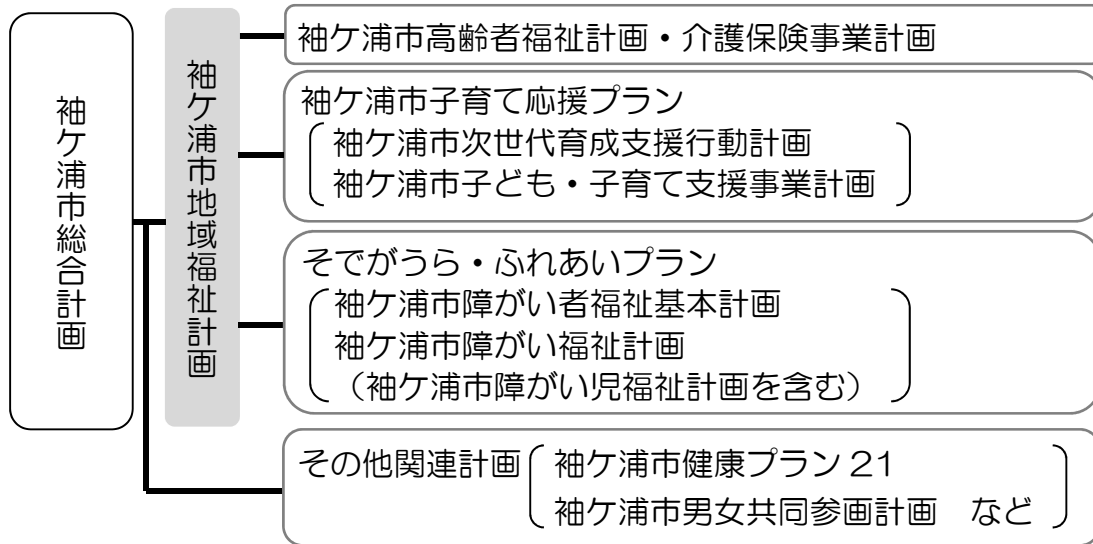 袖ケ浦市総合計画
袖ケ浦市地域福祉計画
袖ケ浦市高齢者福祉計画・介護保険事業計画
袖ケ浦市子育て応援プラン
袖ケ浦市次世代育成支援行動計画
袖ケ浦市子ども・子育て支援事業計画
そでがうら・ふれあいプラン
袖ケ浦市障がい者福祉基本計画
袖ケ浦市障がい福祉計画
（袖ケ浦市障がい児福祉計画を含む）
その他関連計画
袖ケ浦市健康プラン21
袖ケ浦市男女共同参画計画　など